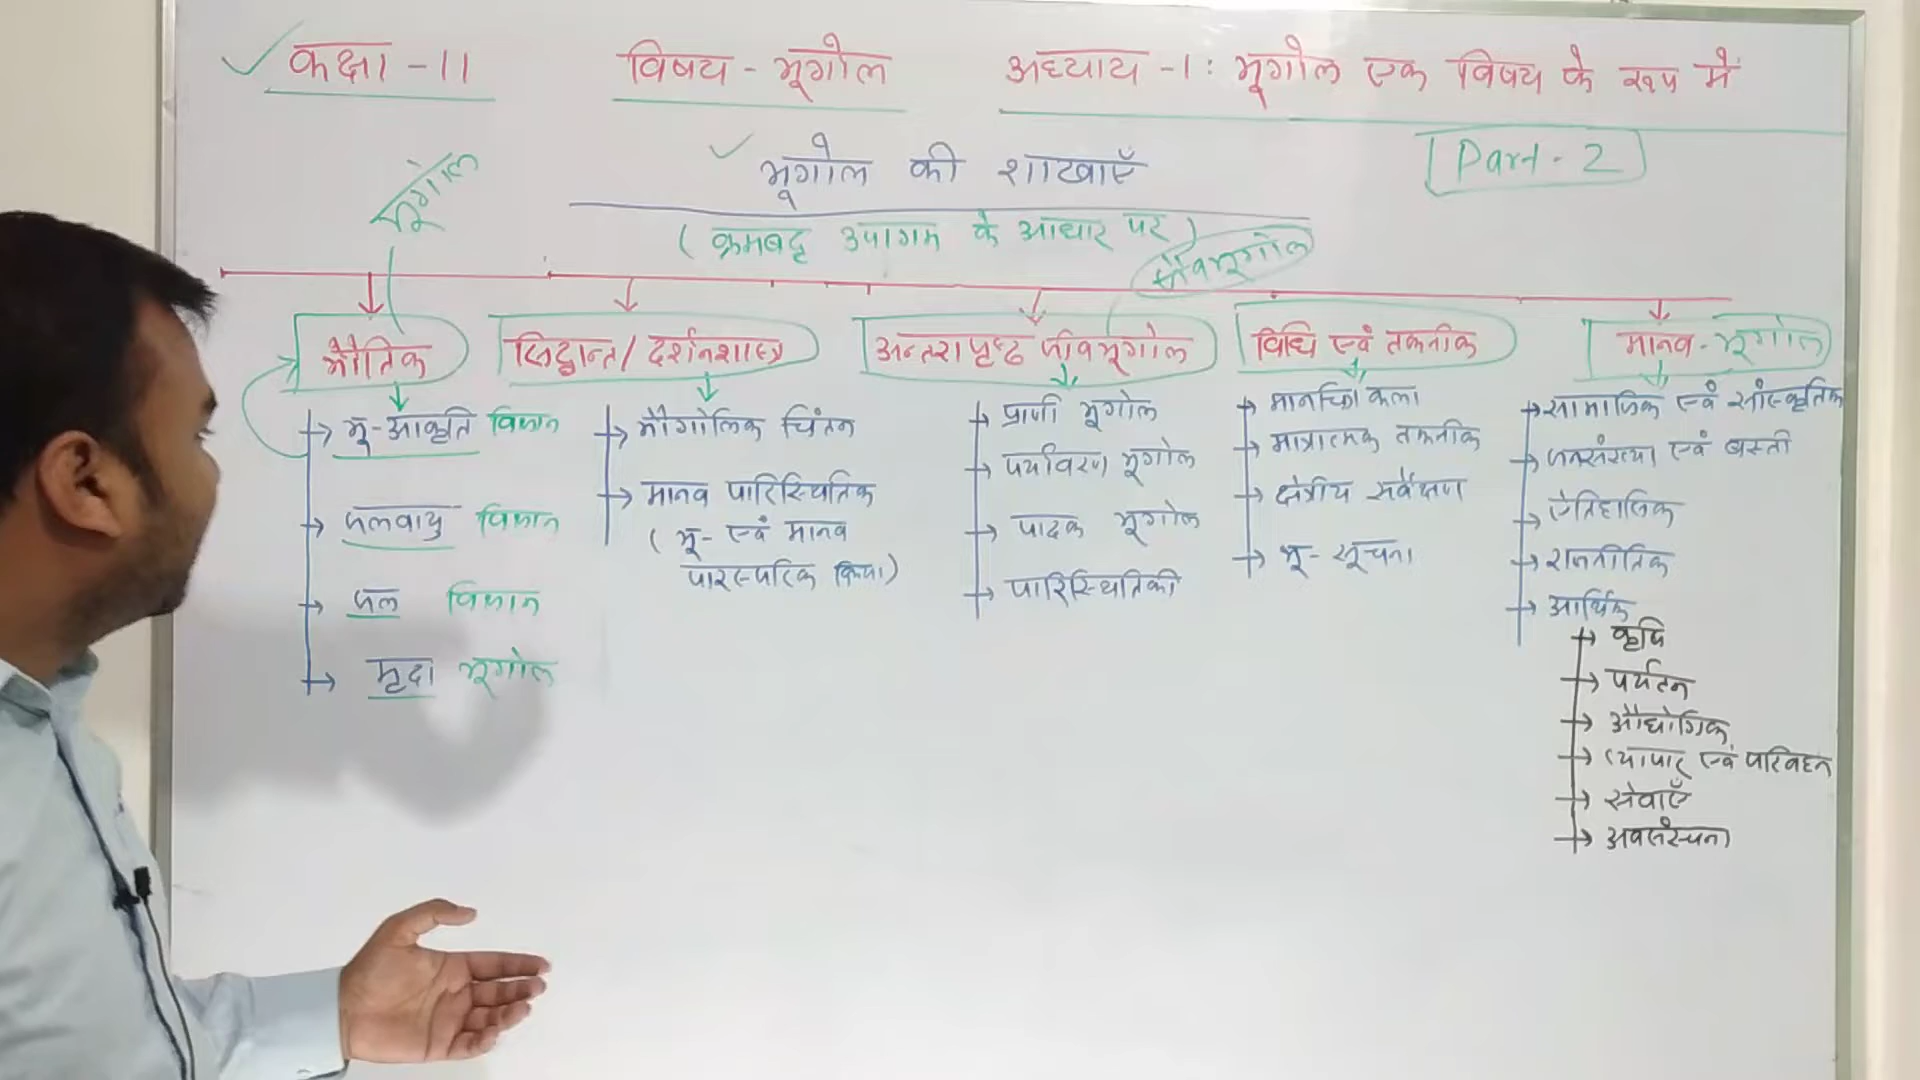 कक्षा - 11 विषय - भूगोल अध्याय - 1 : भूगोल एक विषय के रूप में
भूगोल की शाखाएँ
Part - 2
भूगोल
( क्रमबद्ध उपागम के आधार पर )
जैवभूगोल
भौतिक
भू-आकृति विज्ञान
जलवायु विज्ञान
जल विज्ञान
मृदा भूगोल
सिद्धान्त / दर्शनशास्त्र
भौगोलिक चिंतन
मानव पारिस्थितिक
( भू- एवं मानव
पारस्परिक क्रिया )
अन्तरापृष्ठ जीवभूगोल
प्राणी भूगोल
पर्यावरण भूगोल
पादक भूगोल
पारिस्थितिकी
विधि एवं तकनीक
मानचित्र कला
मात्रात्मक तकनीक
क्षेत्रीय सर्वेक्षण
भू- सूचना
मानव - भूगोल
सामाजिक एवं सांस्कृतिक
जनसंख्या एवं बस्ती
ऐतिहासिक
राजनीतिक
आर्थिक
कृषि
पर्यटन
औद्योगिक
व्यापार एवं परिवहन
सेवाएँ
अवसंरचना